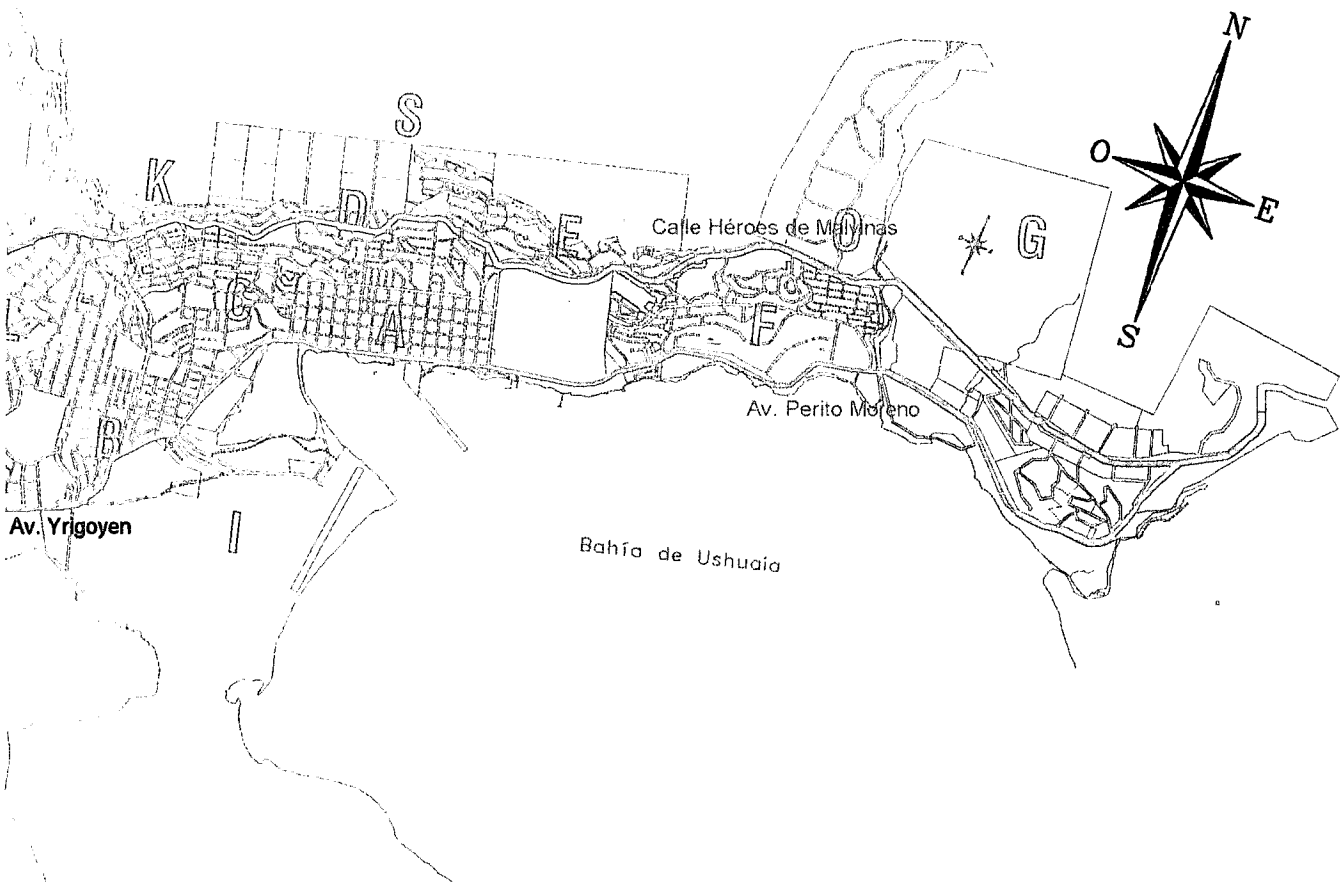 N
S
O
K
D
E
Calle Héroes de Malvinas
O
G
E
C
A
F
S
Av. Perito Moreno
B
Av. Yrigoyen
I
Bahía de Ushuaia